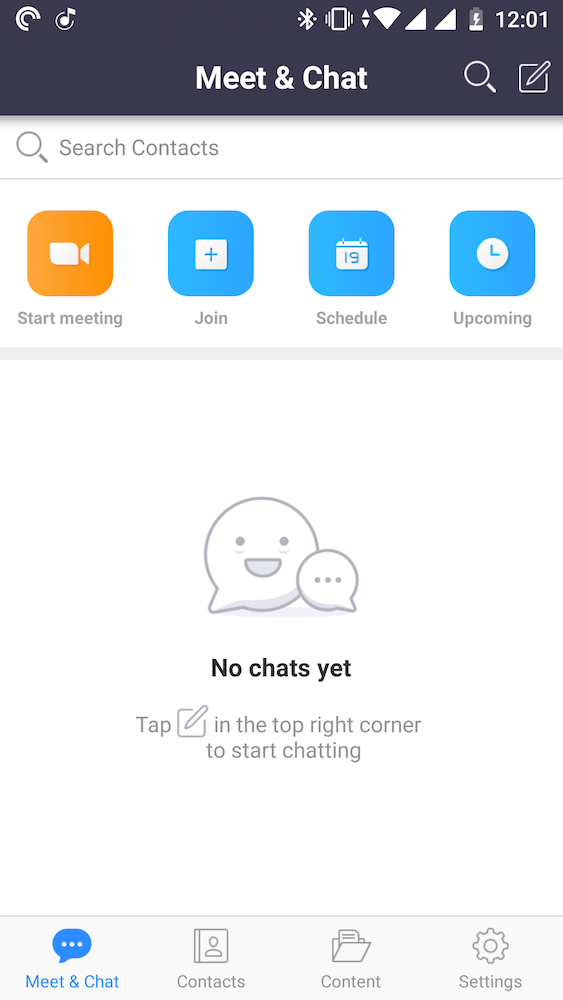 12:01
Meet & Chat
Search Contacts
Start meeting
Join
19
Schedule
Upcoming
No chats yet
Tap in the top right corner
to start chatting
Meet & Chat
Contacts
Content
Settings